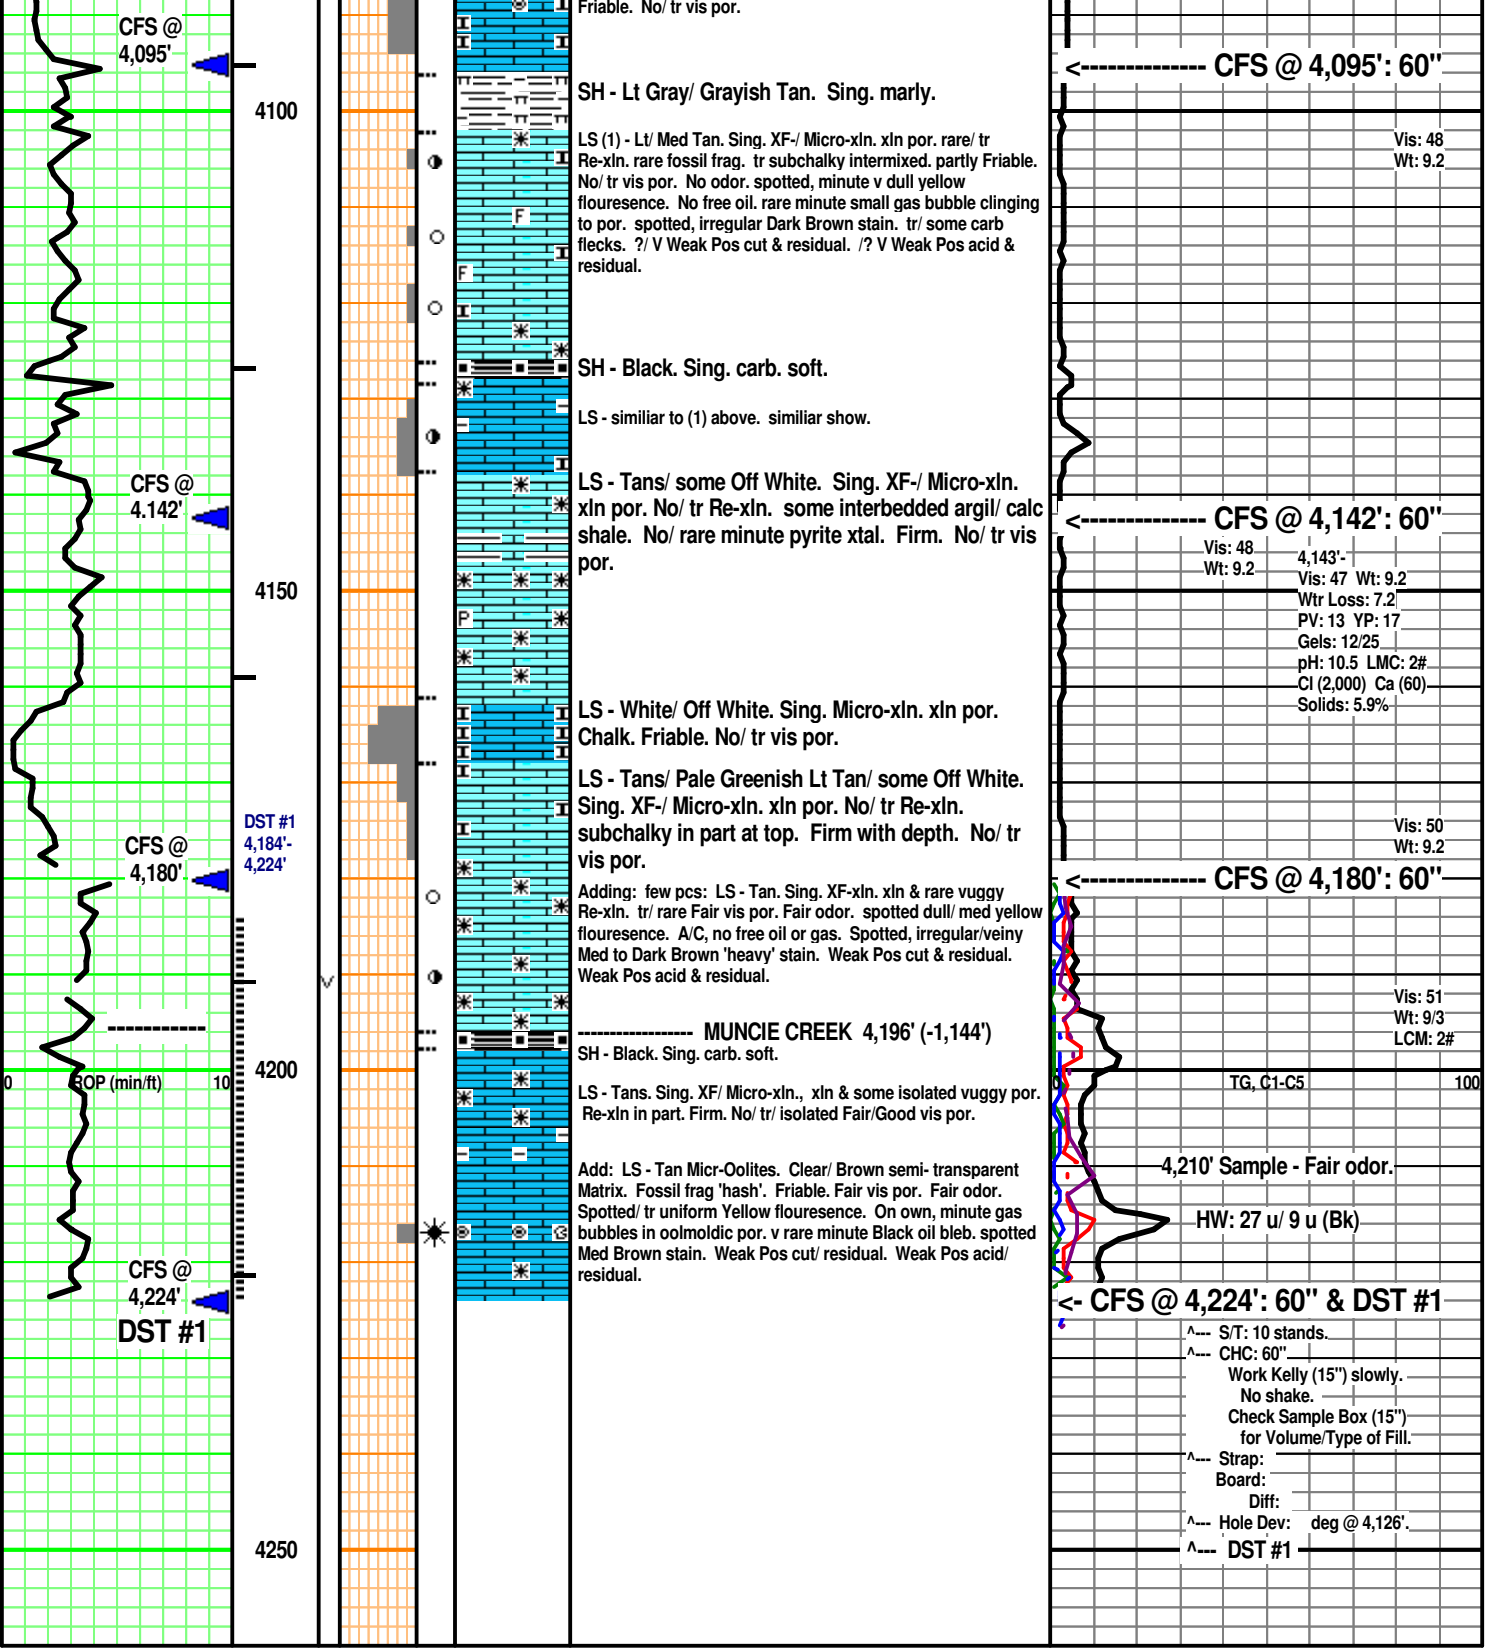 CFS @
4,095'
4100
CFS @
4.142'
4150
DST #1
4,184'-
4,224'
CFS @
4,180'
0 ROP (min/ft) 10
4200
CFS @
4,224'
DST #1
4250
Friable. No/ tr vis por.
SH - Lt Gray/ Grayish Tan. Sing. marly.
LS (1) - Lt/ Med Tan. Sing. XF-/ Micro-xln. xln por. rare/ tr
Re-xln. rare fossil frag. tr subchalky intermixed. partly Friable.
No/ tr vis por. No odor. spotted, minute v dull yellow
flouresence. No free oil. rare minute small gas bubble clinging
to por. spotted, irregular Dark Brown stain. tr/ some carb
flecks. ?/ V Weak Pos cut & residual. /? V Weak Pos acid &
residual.
SH - Black. Sing. carb. soft.
LS - similiar to (1) above. similiar show.
LS - Tans/ some Off White. Sing. XF-/ Micro-xln.
xln por. No/ tr Re-xln. some interbedded argil/ calc
shale. No/ rare minute pyrite xtal. Firm. No/ tr vis
por.
LS - White/ Off White. Sing. Micro-xln. xln por.
Chalk. Friable. No/ tr vis por.
LS - Tans/ Pale Greenish Lt Tan/ some Off White.
Sing. XF-/ Micro-xln. xln por. No/ tr Re-xln.
subchalky in part at top. Firm with depth. No/ tr
vis por.
Adding: few pcs: LS - Tan. Sing. XF-xln. xln & rare vuggy
Re-xln. tr/ rare Fair vis por. Fair odor. spotted dull/ med yellow
flouresence. A/C, no free oil or gas. Spotted, irregular/veiny
Med to Dark Brown 'heavy' stain. Weak Pos cut & residual.
Weak Pos acid & residual.
------------------ MUNCIE CREEK 4,196' (-1,144')
SH - Black. Sing. carb. soft.
LS - Tans. Sing. XF/ Micro-xln., xln & some isolated vuggy por.
Re-xln in part. Firm. No/ tr/ isolated Fair/Good vis por.
Add: LS - Tan Micr-Oolites. Clear/ Brown semi- transparent
Matrix. Fossil frag 'hash'. Friable. Fair vis por. Fair odor.
Spotted/ tr uniform Yellow flouresence. On own, minute gas
bubbles in oolmoldic por. v rare minute Black oil bleb. spotted
Med Brown stain. Weak Pos cut/ residual. Weak Pos acid/
residual.
<-------------- CFS @ 4,095': 60"
Vis: 48
Wt: 9.2
<-------------- CFS @ 4,142': 60"
Vis: 48
Wt: 9.2
4,143'-
Vis: 47 Wt: 9.2
Wtr Loss: 7.2
PV: 13 YP: 17
Gels: 12/25
pH: 10.5 LMC: 2#
Cl (2,000) Ca (60)
Solids: 5.9%
Vis: 50
Wt: 9.2
<-------------- CFS @ 4,180': 60"
Vis: 51
Wt: 9/3
LCM: 2#
0 TG, C1-C5 100
4,210' Sample - Fair odor.
HW: 27 u/ 9 u (Bk)
<- CFS @ 4,224': 60" & DST #1
^--- S/T: 10 stands.
^--- CHC: 60"
Work Kelly (15") slowly.
No shake.
Check Sample Box (15")
for Volume/Type of Fill.
^--- Strap:
Board:
Diff:
^--- Hole Dev: deg @ 4,126'.
^--- DST #1